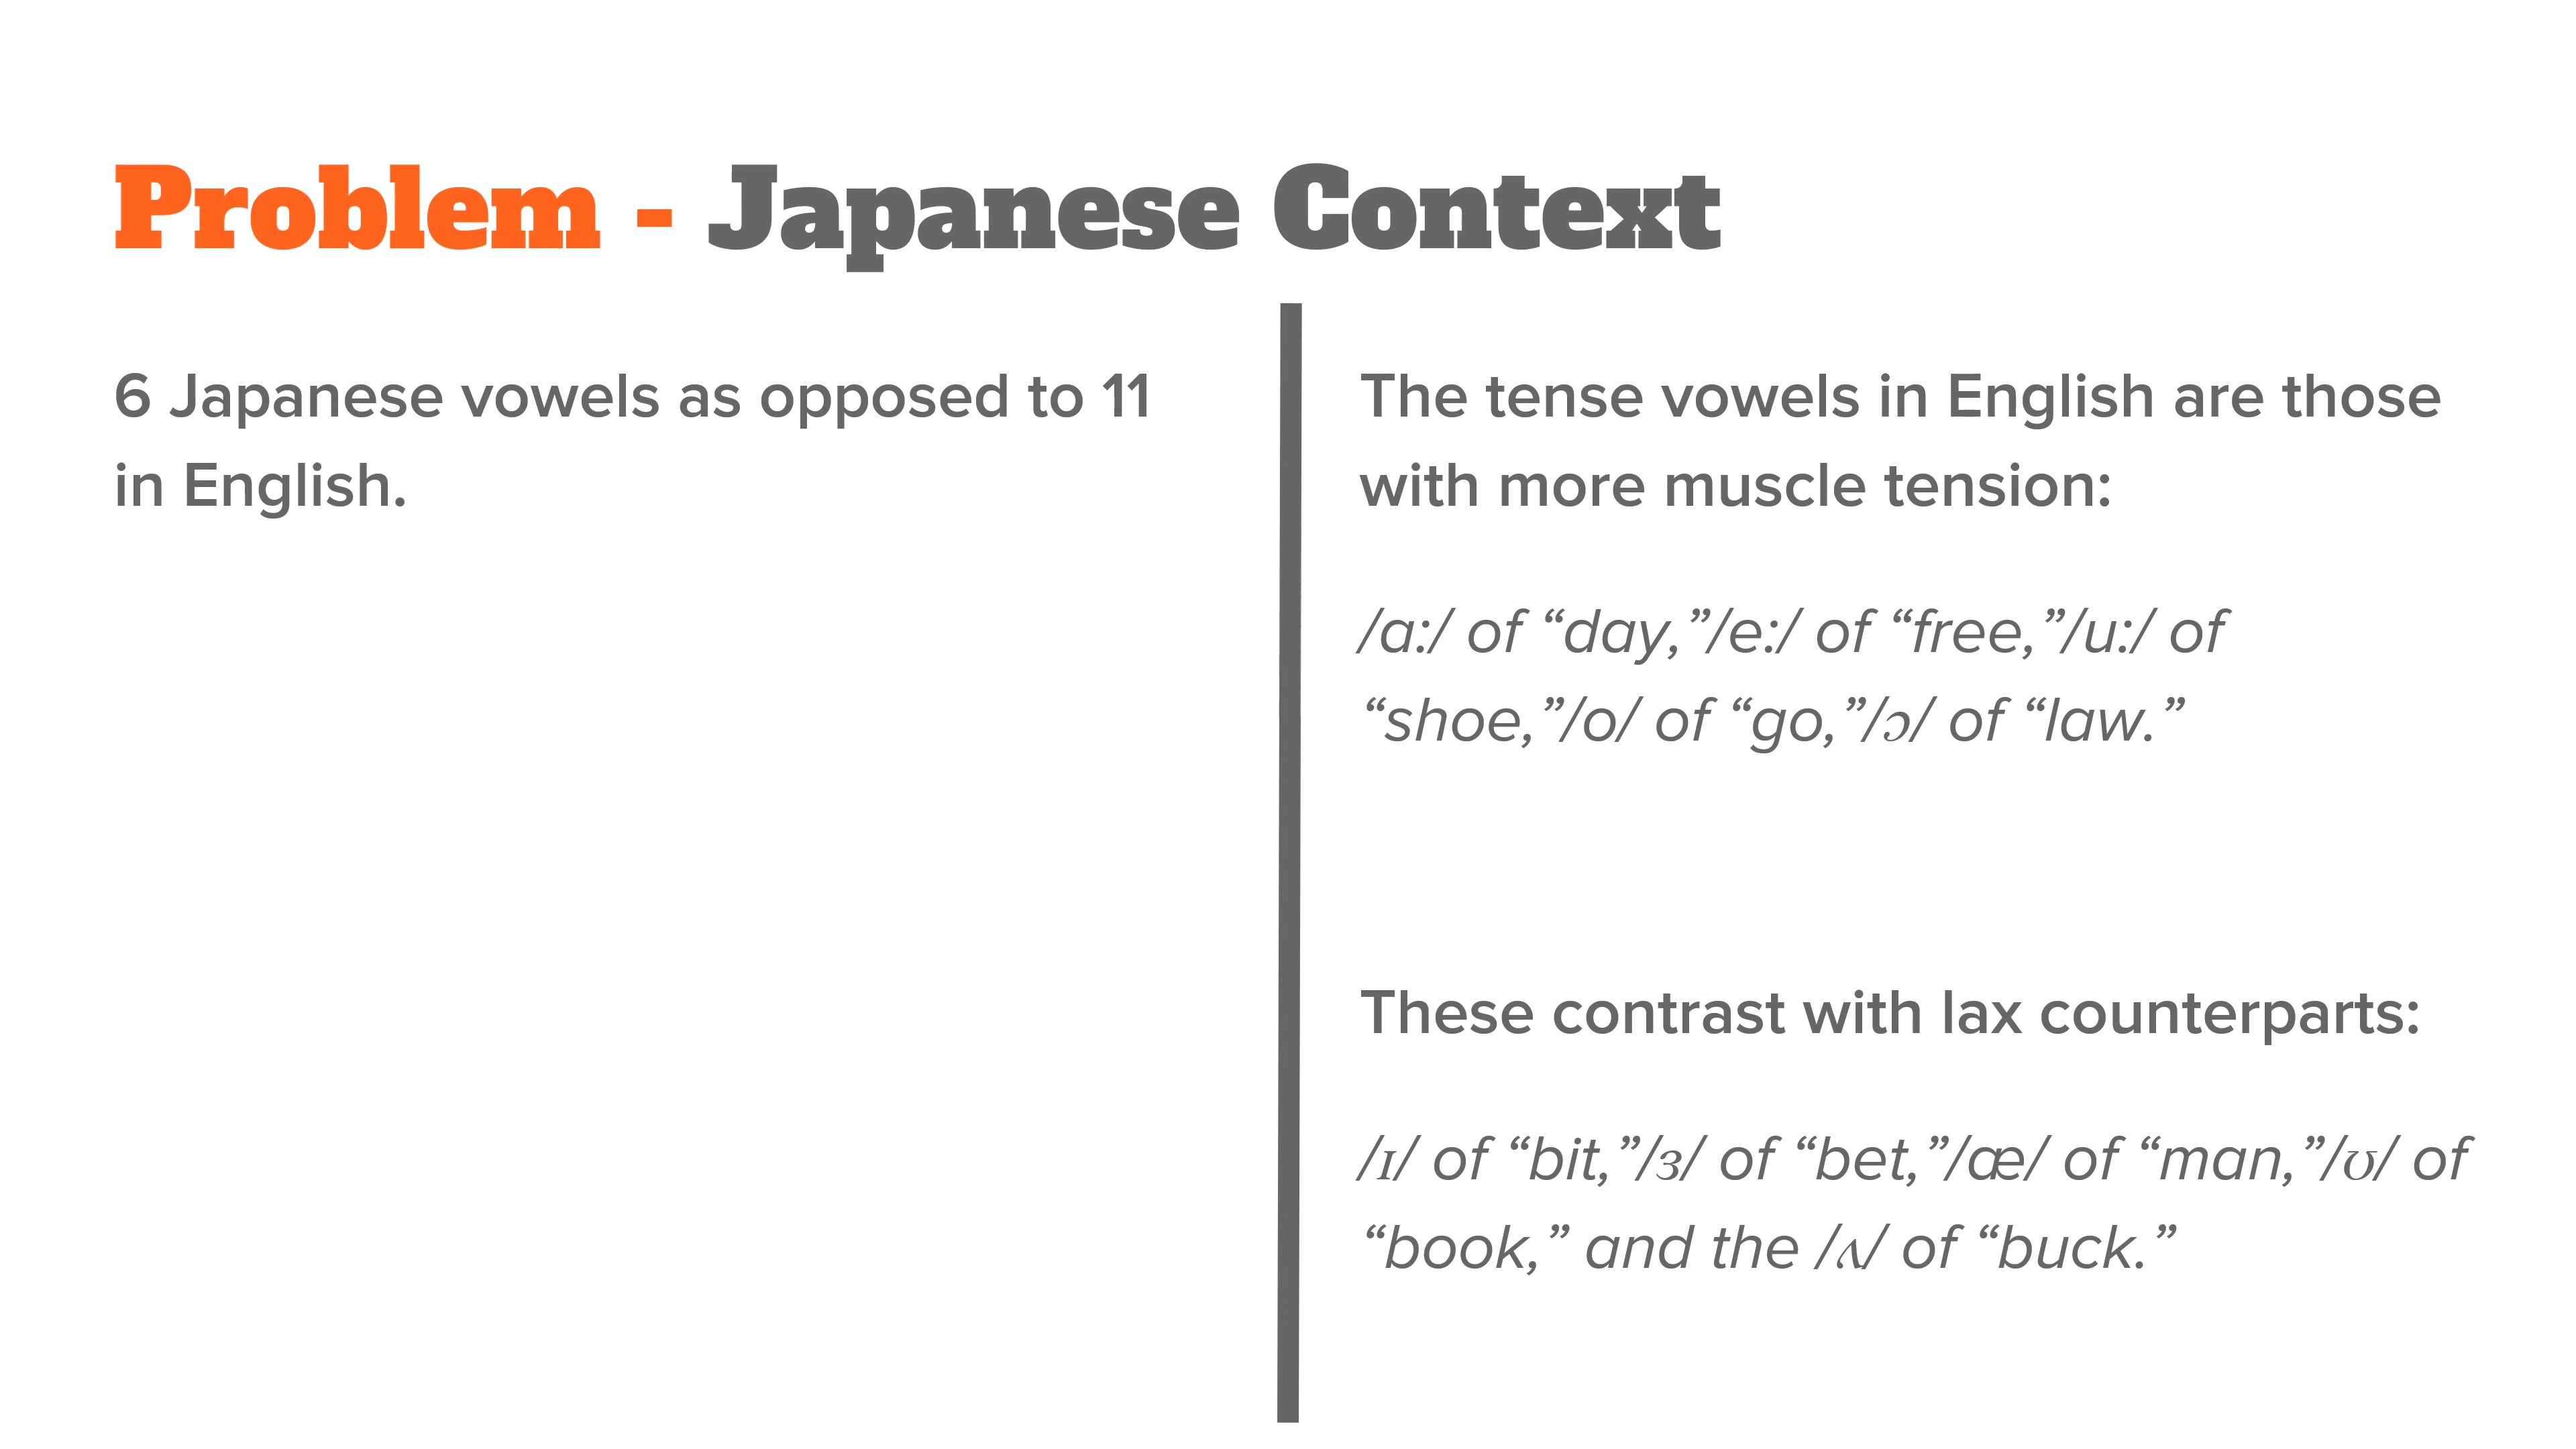 Problem - Japanese Context
6 Japanese vowels as opposed to 11
in English.
The tense vowels in English are those
with more muscle tension:
/a:/ of “day,”/e:/ of “free,”/u:/ of
“shoe,”/o/ of “go,”/ɔ/ of “law.”
These contrast with lax counterparts:
/ɪ/ of “bit,”/ɜ/ of “bet,”/æ/ of “man,”/ʊ/ of
“book,” and the /ʌ/ of “buck.”